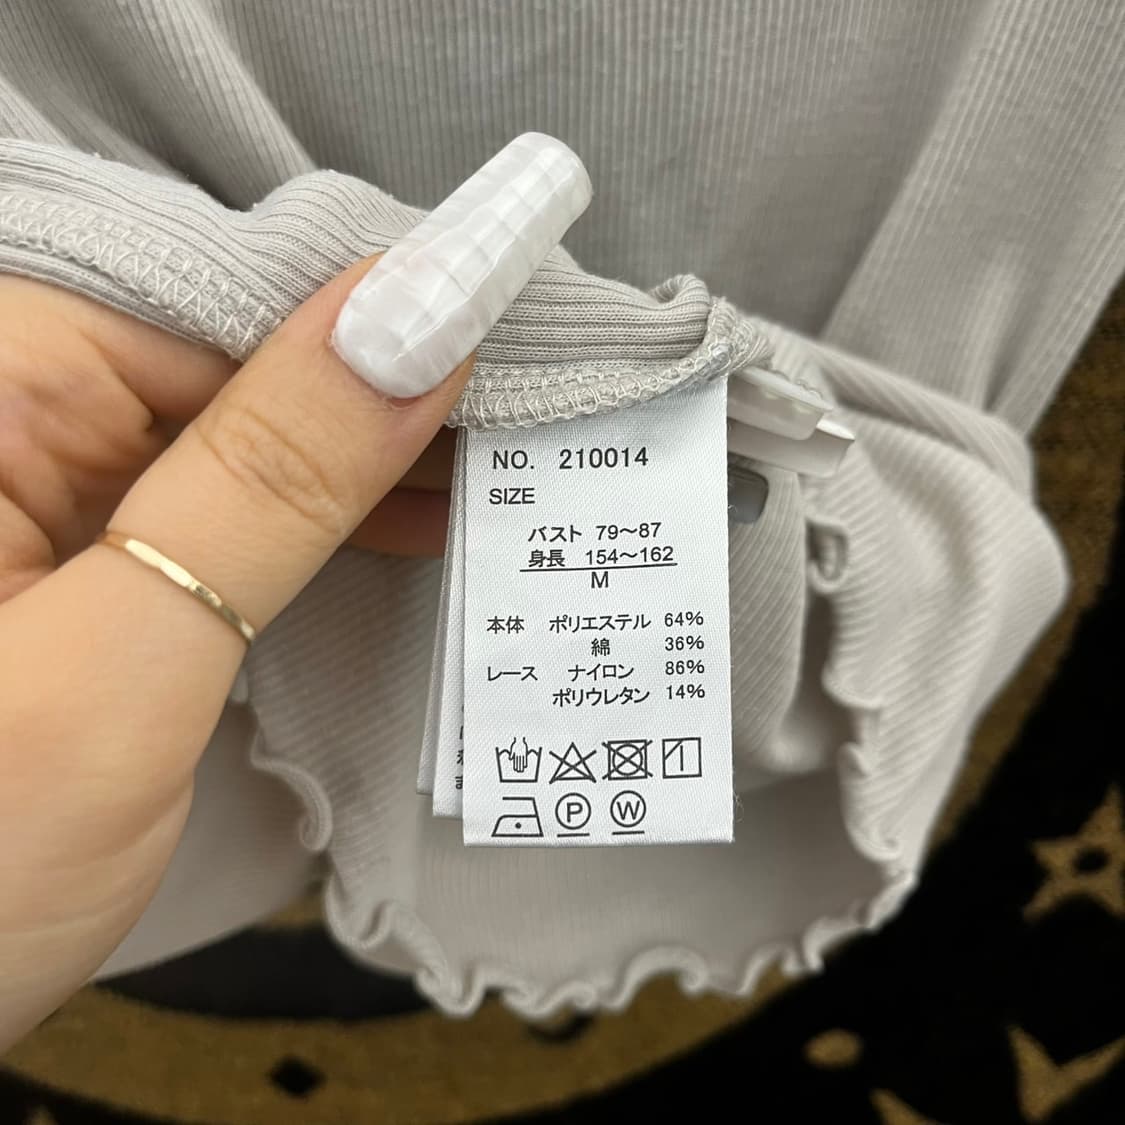 NO. 210014
SIZE
バスト 79～87
身長 154～162
M
本体 ポリエステル 64%
綿 36%
レース ナイロン 86%
ポリウレタン 14%
P W